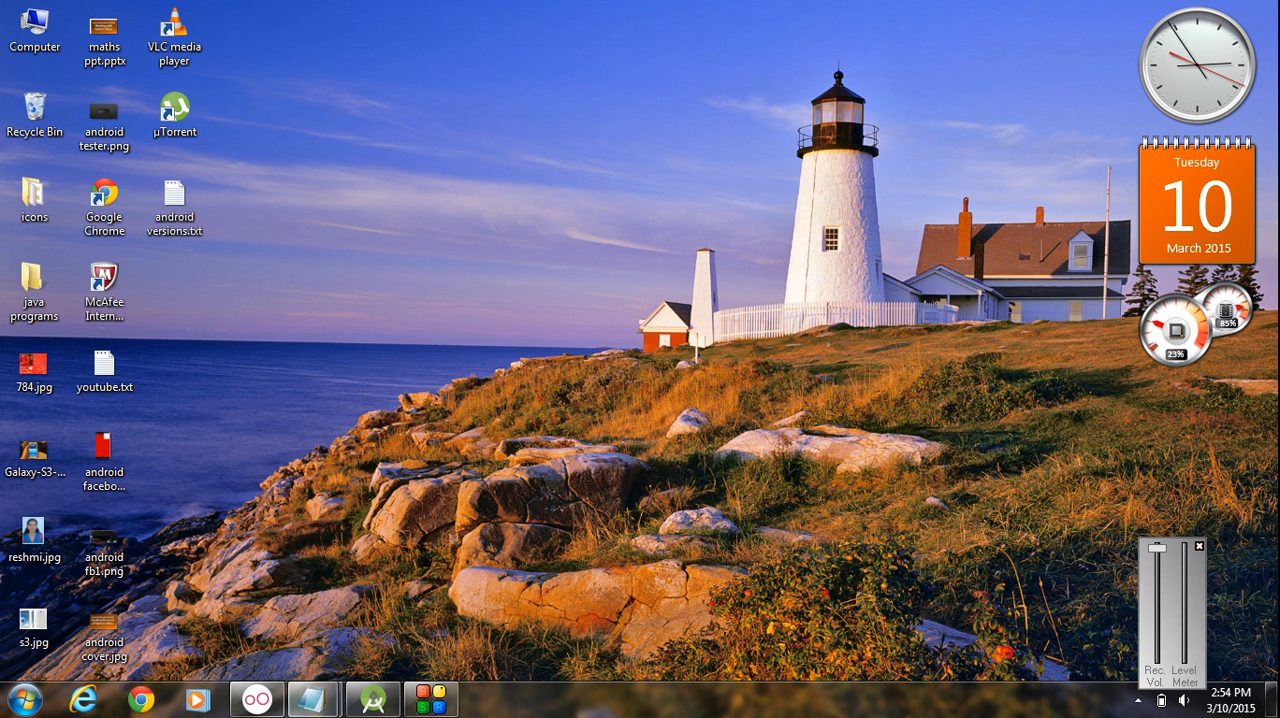 Computer
maths
ppt.pptx
VLC media
player
Recycle Bin
android
tester.png
µTorrent
icons
Google
Chrome
android
versions.txt
java
programs
McAfee
Intern...
784.jpg
youtube.txt
Galaxy-S3-...
android
facebo...
reshmi.jpg
android
fb1.png
s3.jpg
android
cover.jpg
Tuesday
10
March 2015
85%
23%
Rec. Level
Vol. Meter
2:54 PM
3/10/2015